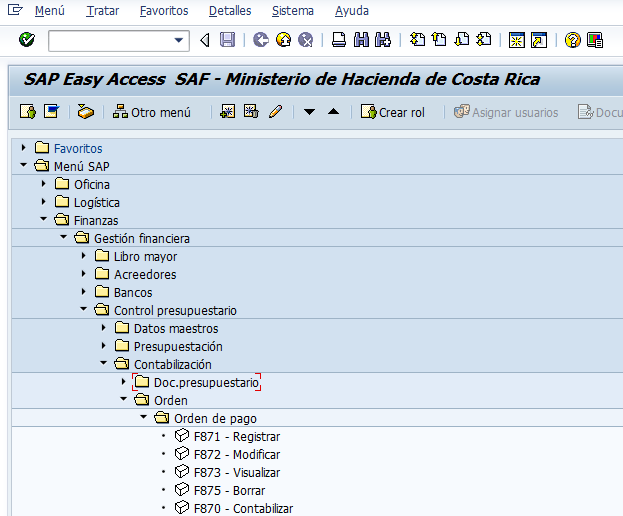 Menú Tratar Favoritos Detalles Sistema Ayuda
SAP Easy Access SAF - Ministerio de Hacienda de Costa Rica
Otro menú Crear rol Asignar usuarios Docu
Favoritos
Menú SAP
Oficina
Logística
Finanzas
Gestión financiera
Libro mayor
Acreedores
Bancos
Control presupuestario
Datos maestros
Presupuestación
Contabilización
Doc.presupuestario
Orden
Orden de pago
F871 - Registrar
F872 - Modificar
F873 - Visualizar
F875 - Borrar
F870 - Contabilizar